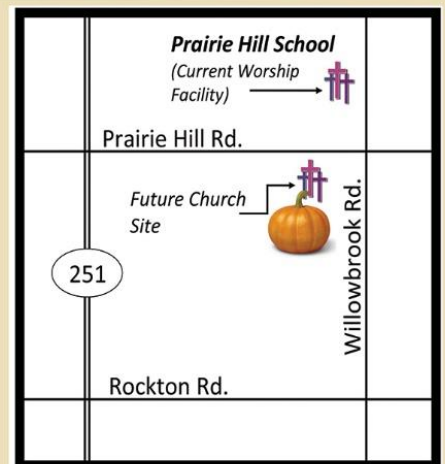 Prairie Hill School
(Current Worship
Facility)
Prairie Hill Rd.
Future Church
Site
Willowbrook Rd.
251
Rockton Rd.